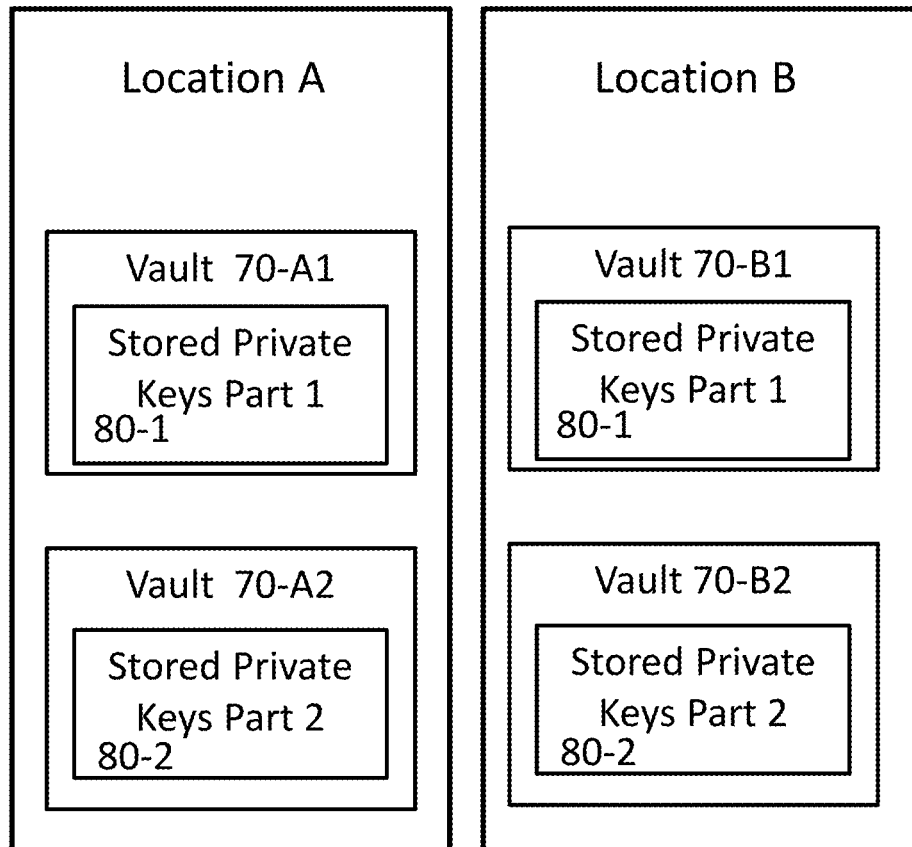 Location A
Vault 70-A1
Stored Private
Keys Part 1
80-1
Vault 70-A2
Stored Private
Keys Part 2
80-2
Location B
Vault 70-B1
Stored Private
Keys Part 1
80-1
Vault 70-B2
Stored Private
Keys Part 2
80-2